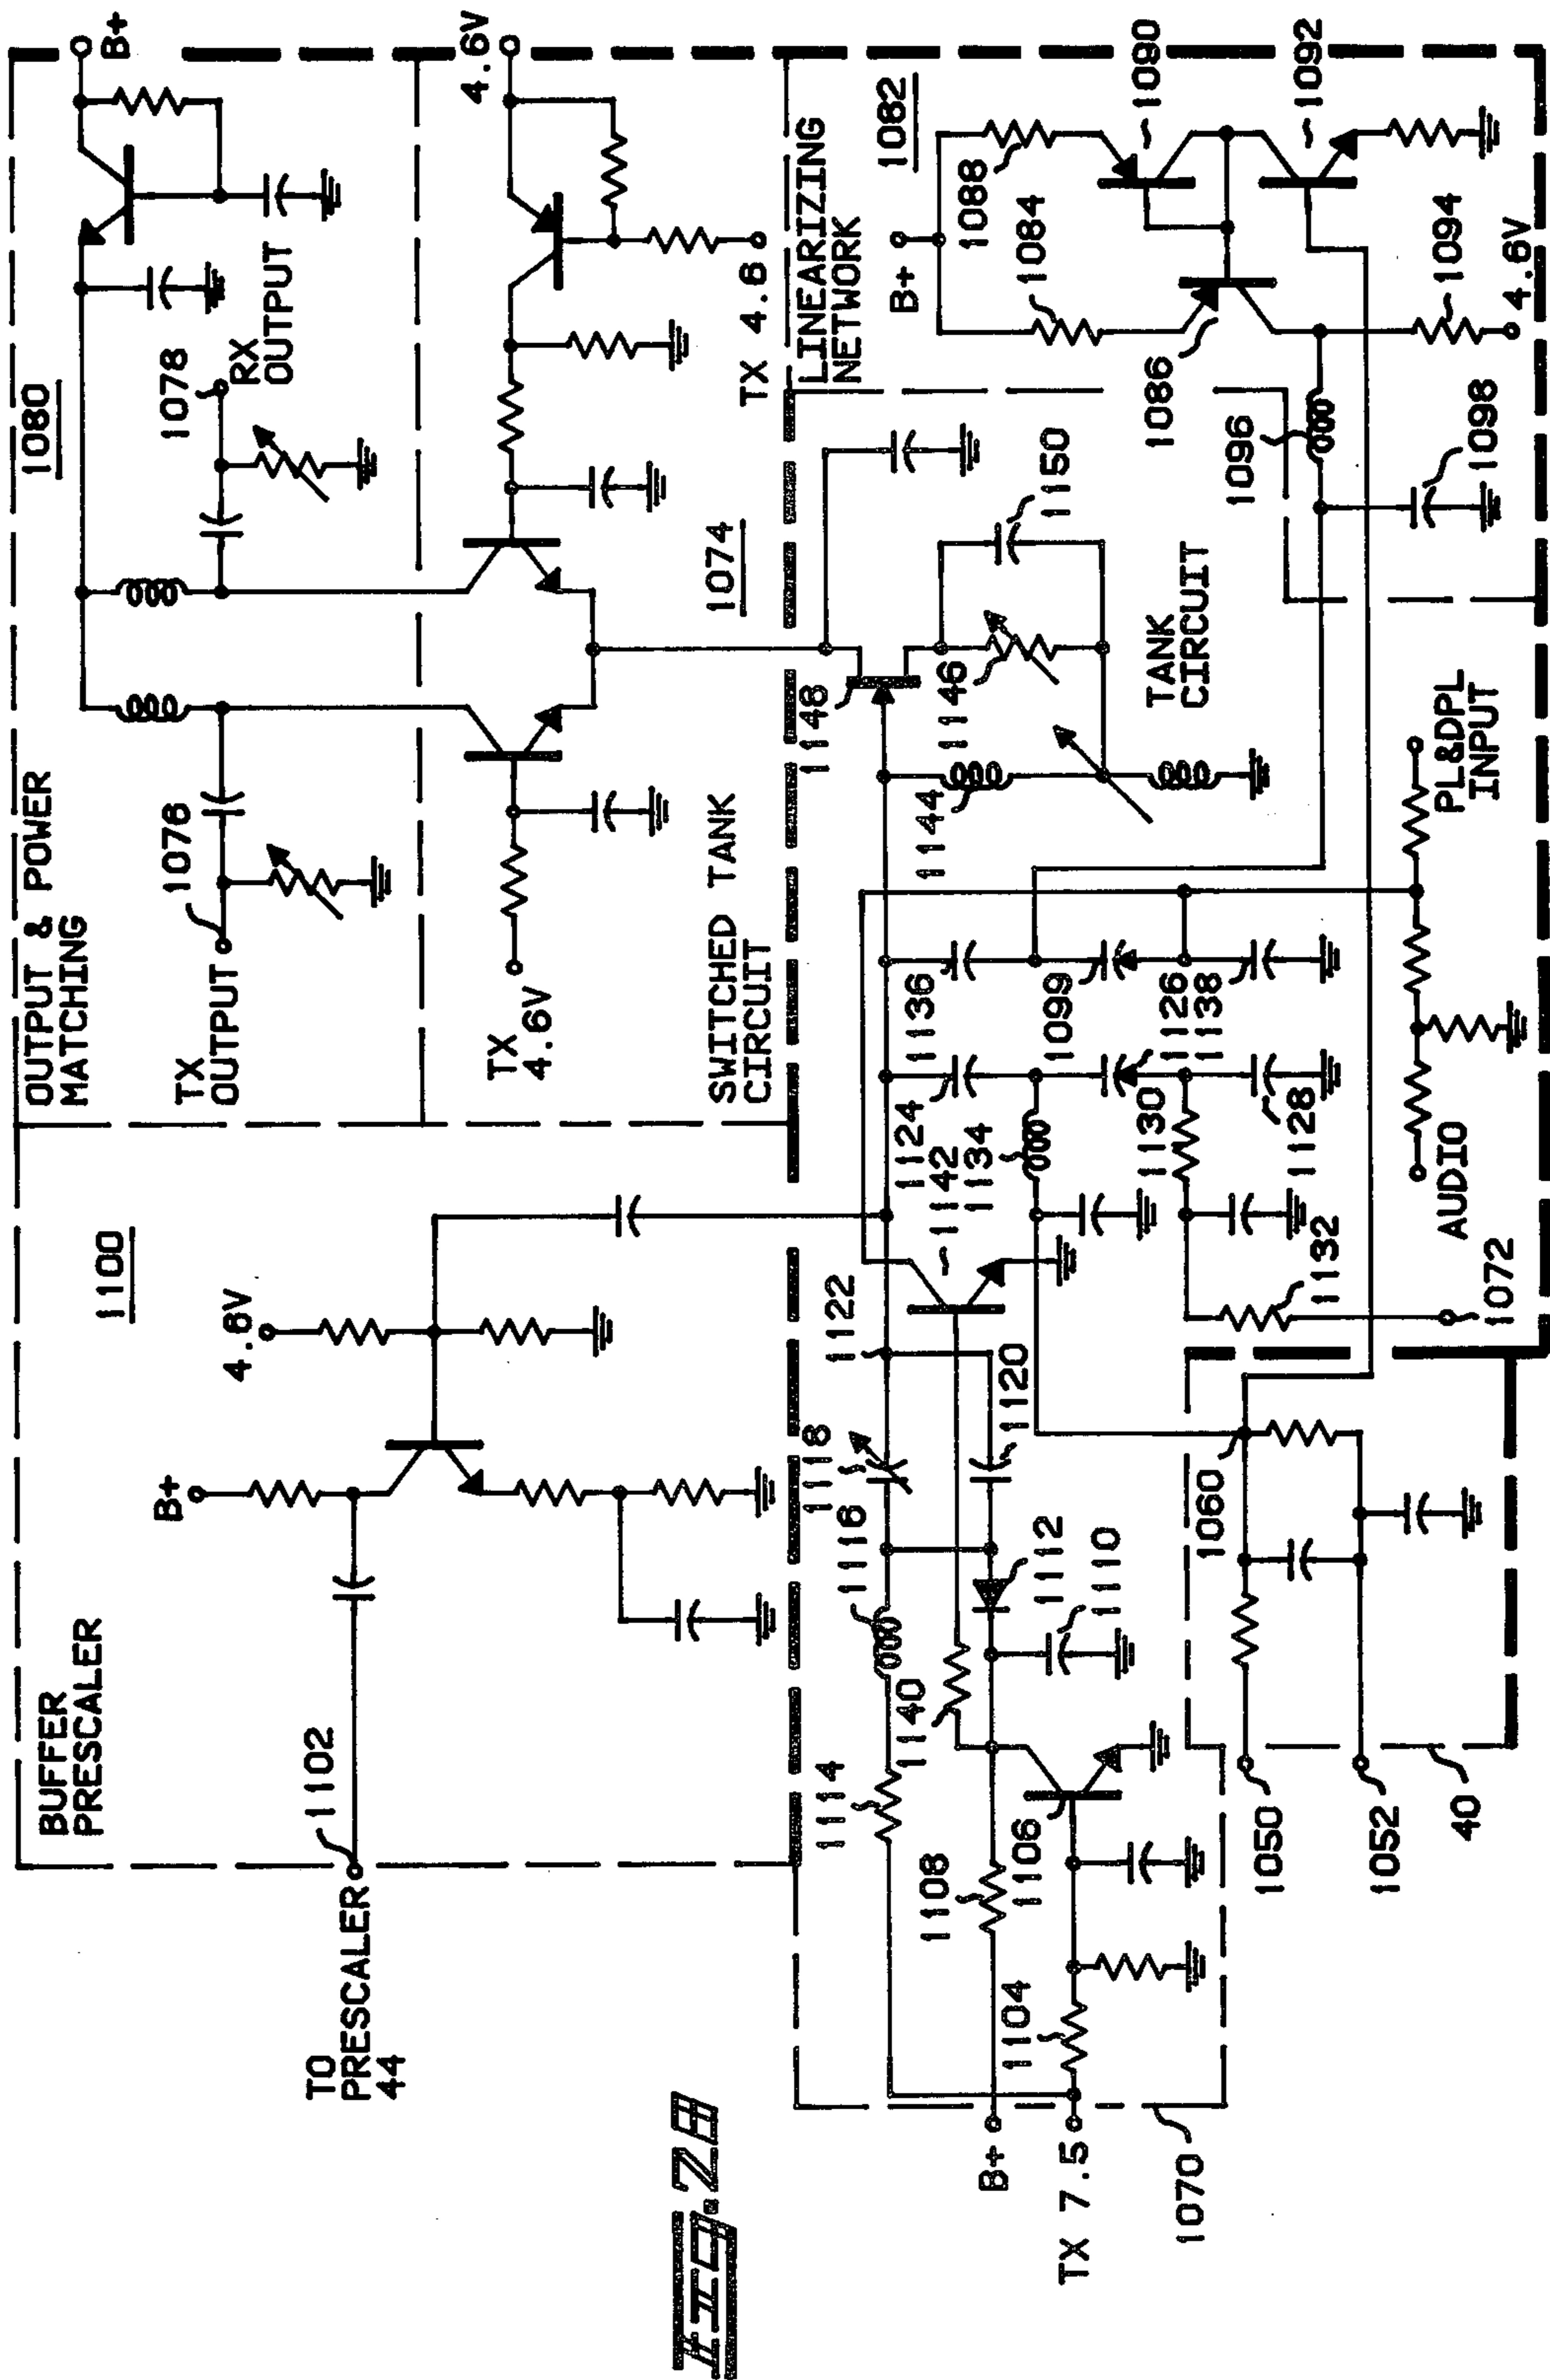 BUFFER
PRESCALER
1100
OUTPUT & POWER
MATCHING
1080
B+
B+
4.6V
TX
OUTPUT
1076
1078
RX
OUTPUT
TO
PRESCALER
44
1102
TX
4.6V
4.6V
TX 4.6
SWITCHED TANK
CIRCUIT
1074
LINEARIZING
NETWORK
1082
B+
1114
1116
1118
1122
1148
1108
1140
1142
1124
1136
1144
1146
1150
1084
1088
1090
1104
1106
1112
1110
1120
1134
1130
1099
1126
1138
1128
TANK
CIRCUIT
1086
1092
1094
1096
1098
4.6V
B+
TX 7.5
1070
1060
1050
1052
40
1132
1072
AUDIO
PL&DPL
INPUT
Fig. 28